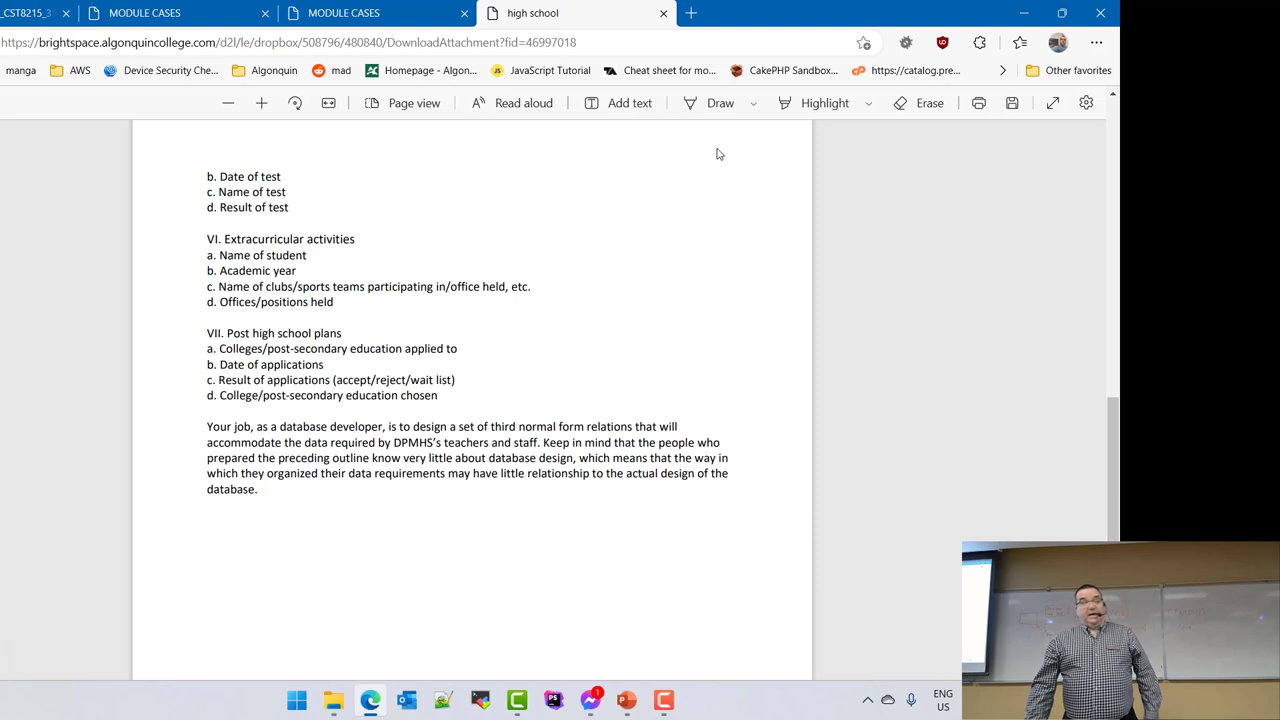 _CST8215_3
MODULE CASES
MODULE CASES
high school
https://brightspace.algonquincollege.com/d2l/le/dropbox/508796/480840/DownloadAttachment?fid=46997018
manga
AWS
Device Security Che...
Algonquin
mad
Homepage - Algon...
JavaScript Tutorial
Cheat sheet for mo...
CakePHP Sandbox...
https://catalog.pre...
Other favorites
Page view
Read aloud
Add text
Draw
Highlight
Erase
b. Date of test
c. Name of test
d. Result of test
VI. Extracurricular activities
a. Name of student
b. Academic year
c. Name of clubs/sports teams participating in/office held, etc.
d. Offices/positions held
VII. Post high school plans
a. Colleges/post-secondary education applied to
b. Date of applications
c. Result of applications (accept/reject/wait list)
d. College/post-secondary education chosen
Your job, as a database developer, is to design a set of third normal form relations that will
accommodate the data required by DPMHS's teachers and staff. Keep in mind that the people who
prepared the preceding outline know very little about database design, which means that the way in
which they organized their data requirements may have little relationship to the actual design of the
database.
1
ENG
US